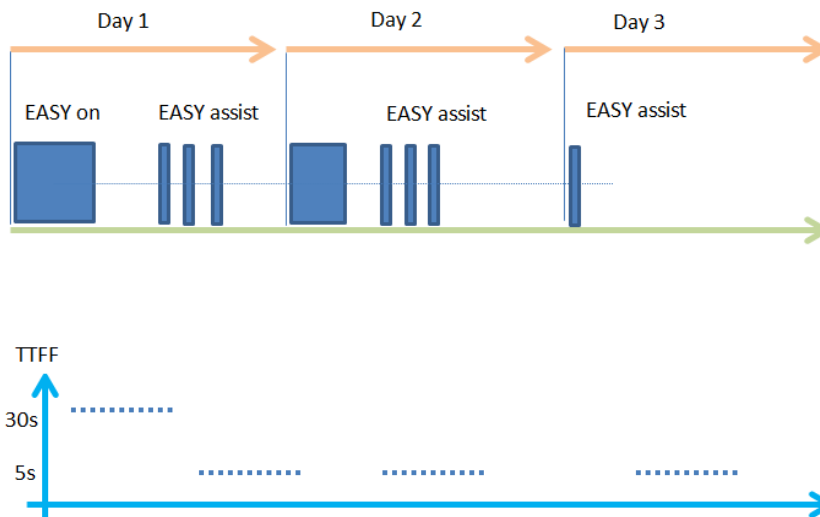 Day 1
Day 2
Day 3
EASY on
EASY assist
EASY assist
EASY assist
TTFF
30s
5s